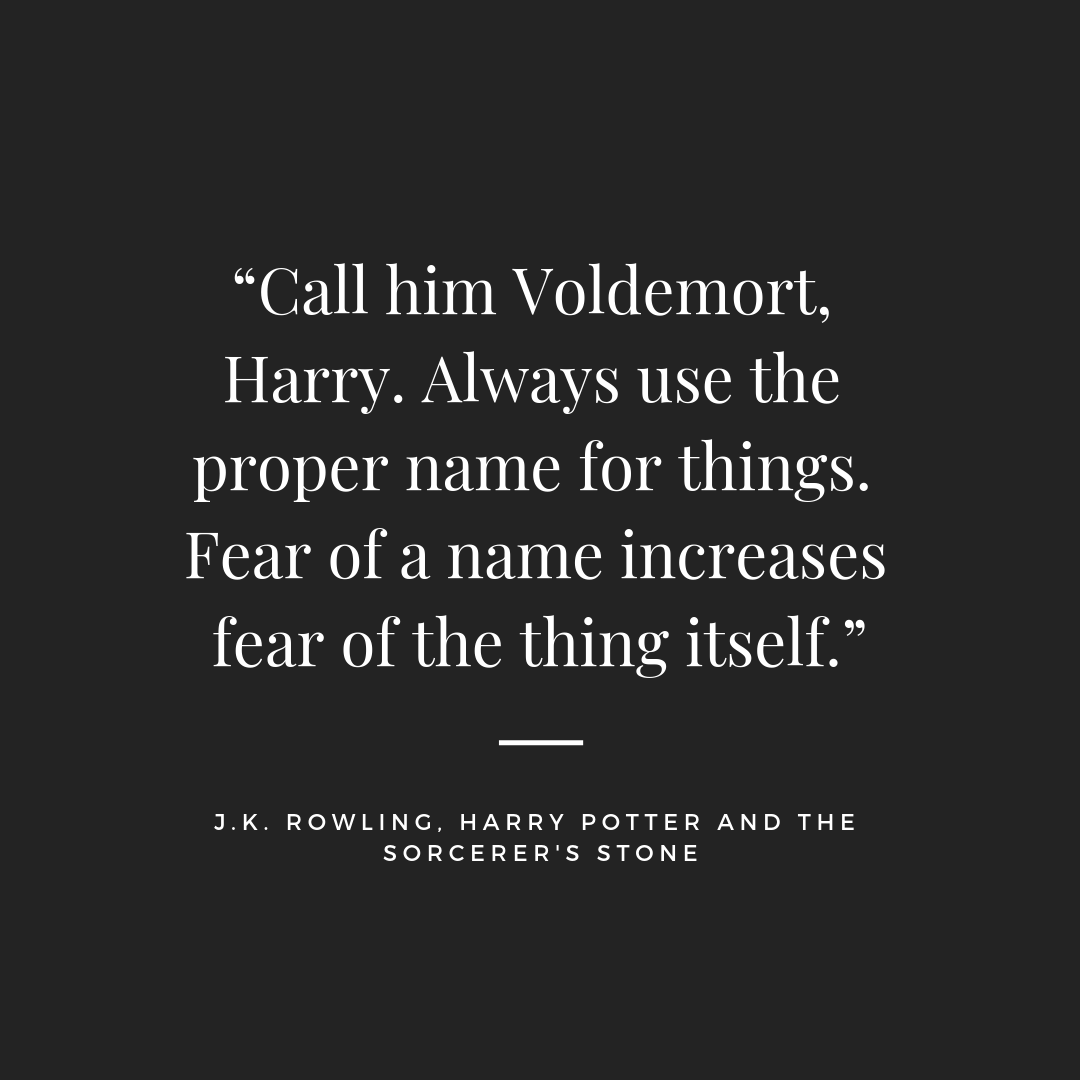 “Call him Voldemort,
Harry. Always use the
proper name for things.
Fear of a name increases
fear of the thing itself.”
J.K. ROWLING, HARRY POTTER AND THE
SORCERER'S STONE